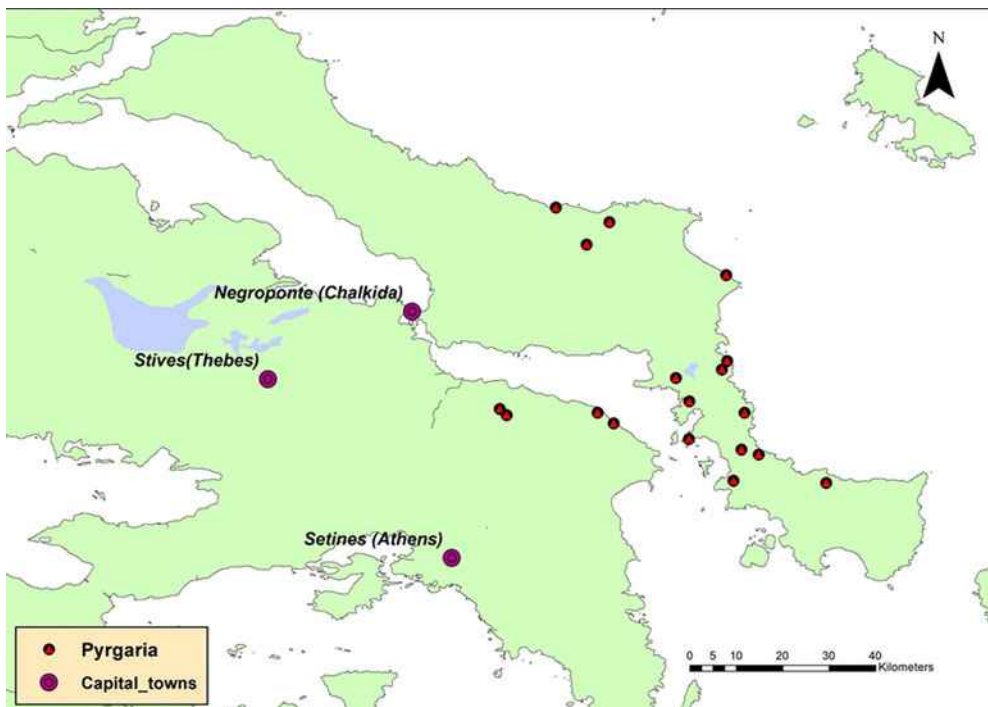 N
Negroponte (Chalkida)
Stives(Thebes)
Setines (Athens)
Pyrgaria
Capital_towns
0 5 10 20 30 40
Kilometers